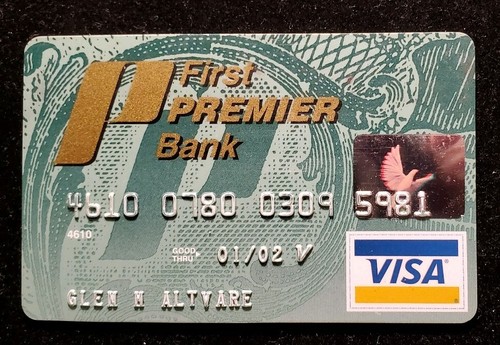 First
PREMIER
Bank
4610 0780 0309 5981
4610
GOOD THRU 01/02 V
GLEN N ALTVARE
VISA